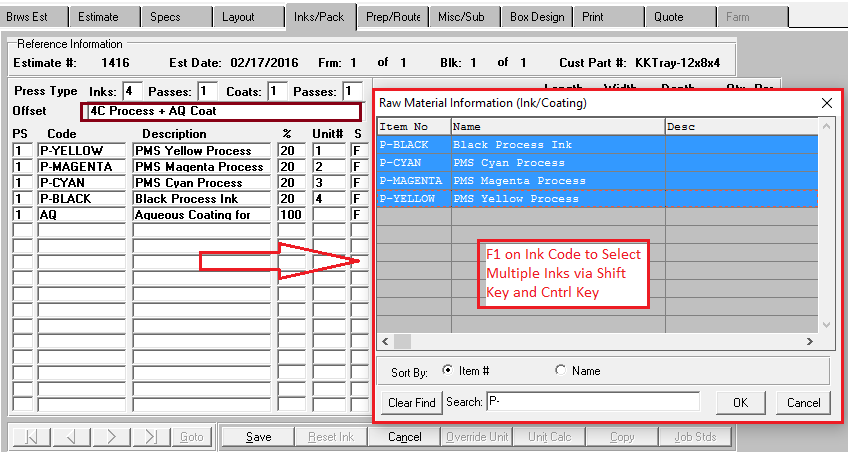 Brws Est Estimate Specs Layout Inks/Pack Prep/Route Misc/Sub Box Design Print Quote Farm
Reference Information
Estimate #: 1416 Est Date: 02/17/2016 Frm: 1 of 1 Blk: 1 of 1 Cust Part #: KKTray-12x8x4
Press Type Inks: 4 Passes: 1 Coats: 1 Passes: 1
Offset 4C Process + AQ Coat
PS Code Description % Unit# S
1 P-YELLOW PMS Yellow Process 20 1 F
1 P-MAGENTA PMS Magenta Process 20 2 F
1 P-CYAN PMS Cyan Process 20 3 F
1 P-BLACK Black Process Ink 20 4 F
1 AQ Aqueous Coating for 100 F
Raw Material Information (Ink/Coating)
Item No Name Desc
P-BLACK Black Process Ink
P-CYAN PMS Cyan Process
P-MAGENTA PMS Magenta Process
P-YELLOW PMS Yellow Process
F1 on Ink Code to Select
Multiple Inks via Shift
Key and Cntrl Key
Sort By: Item # Name
Clear Find Search: P- OK Cancel
Goto Save Reset Ink Cancel Override Unit Unit Calc Copy Job Stds